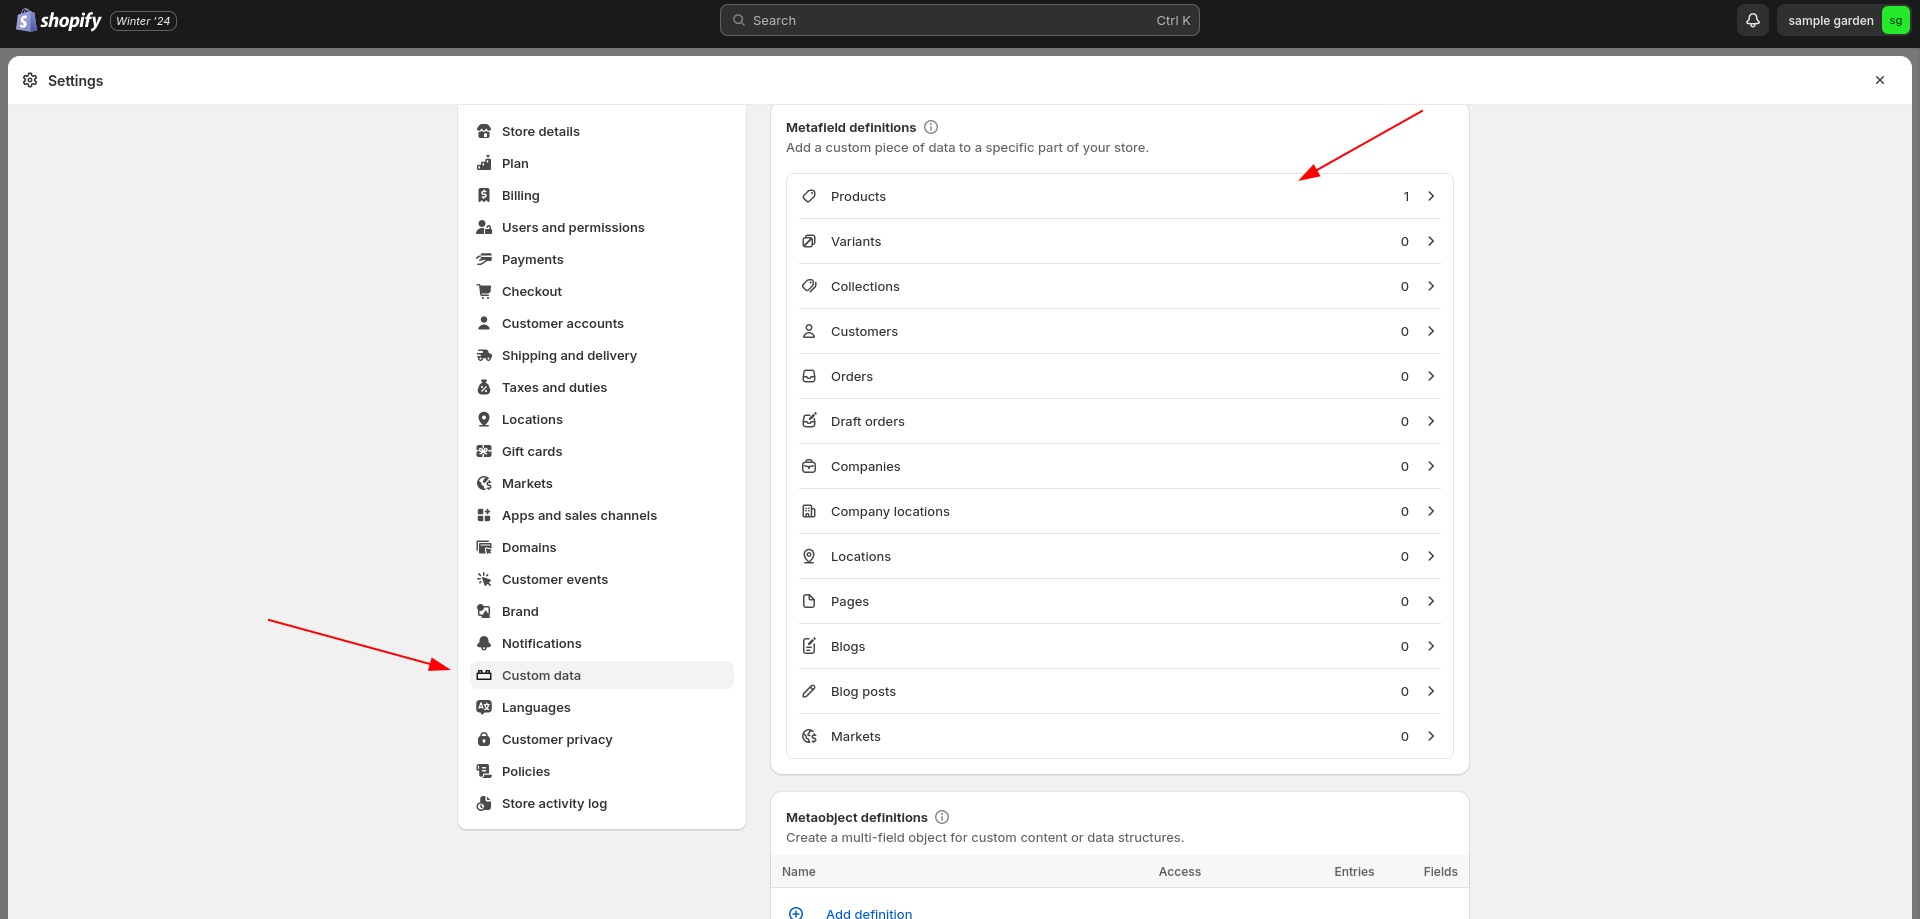 shopify Winter '24
Search Ctrl K
sample garden sg
Settings
Store details
Plan
Billing
Users and permissions
Payments
Checkout
Customer accounts
Shipping and delivery
Taxes and duties
Locations
Gift cards
Markets
Apps and sales channels
Domains
Customer events
Brand
Notifications
Custom data
Languages
Customer privacy
Policies
Store activity log
Metafield definitions
Add a custom piece of data to a specific part of your store.
Products 1
Variants 0
Collections 0
Customers 0
Orders 0
Draft orders 0
Companies 0
Company locations 0
Locations 0
Pages 0
Blogs 0
Blog posts 0
Markets 0
Metaobject definitions
Create a multi-field object for custom content or data structures.
Name Access Entries Fields
Add definition